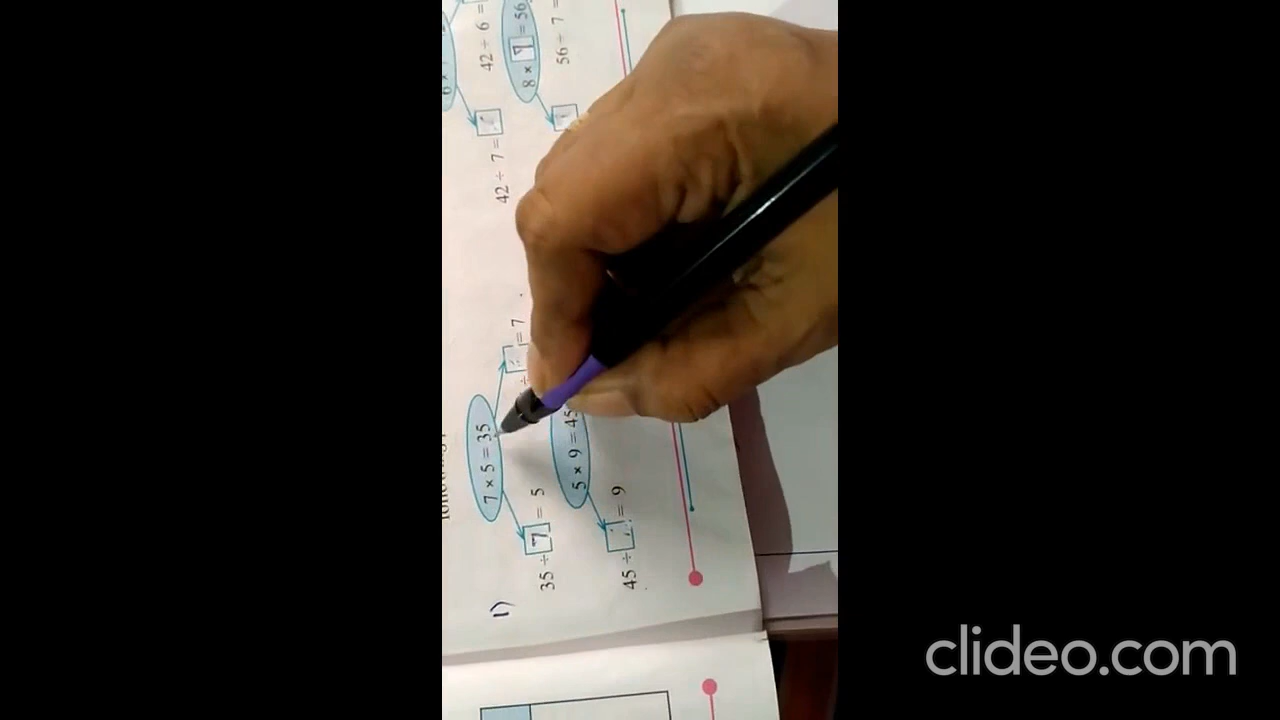 1)
7 × 5 = 35
35 ÷ 7 = 5
÷ = 7
5 × 9 = 45
45 ÷ = 9
42 ÷ 7 =
42 ÷ 6 =
8 × 7 = 56
56 ÷ 7 =
clideo.com